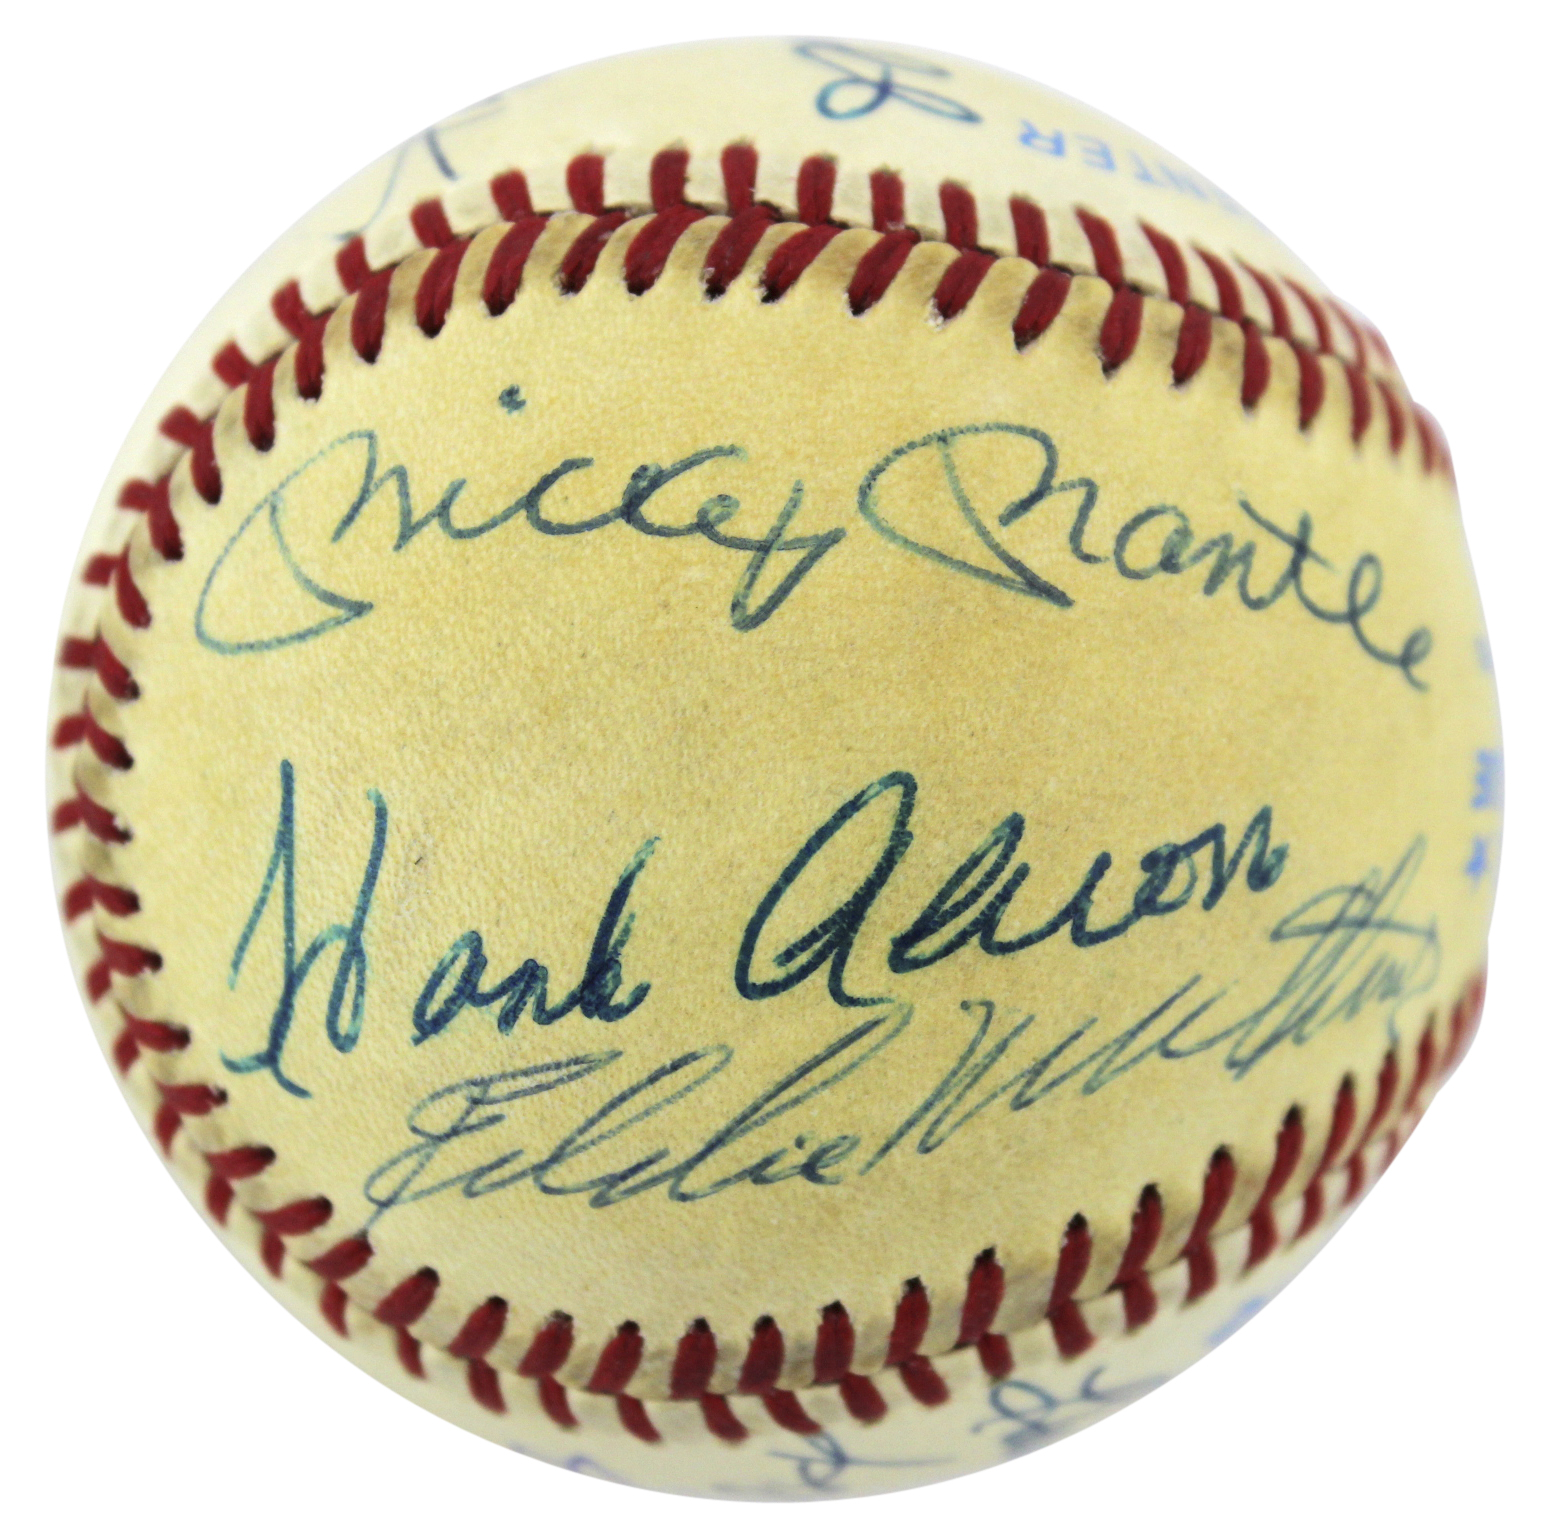 Mickey Mantle
Hank Aaron
Eddie Mathews